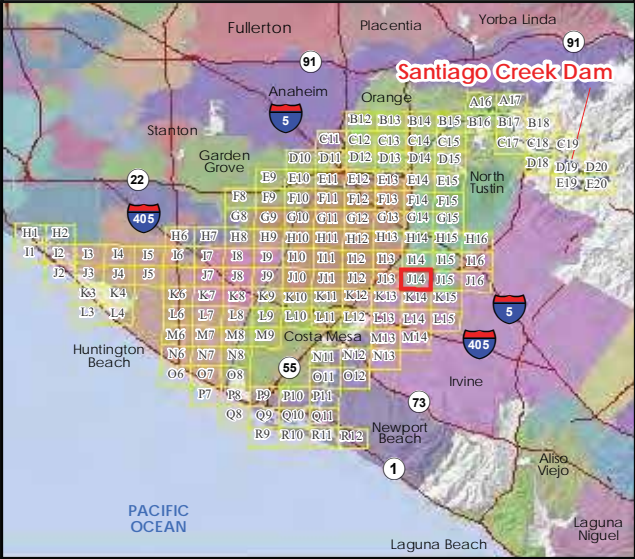 Fullerton
Placentia
Yorba Linda
91
91
Santiago Creek Dam
Anaheim
Orange
A16 A17
5
B12 B13 B14 B15 B16 B17 B18
Stanton
C11 C12 C13 C14 C15 C17 C18 C19
Garden
Grove
D10 D11 D12 D13 D14 D15 D18 D19 D20
North
Tustin
22
E9 E10 E11 E12 E13 E14 E15 E19 E20
F8 F9 F10 F11 F12 F13 F14 F15
405
G8 G9 G10 G11 G12 G13 G14 G15
H1 H2 H6 H7 H8 H9 H10 H11 H12 H13 H14 H15 H16
I1 I2 I3 I4 I5 I6 I7 I8 I9 I10 I11 I12 I13 I14 I15 I16
J2 J3 J4 J5 J7 J8 J9 J10 J11 J12 J13 J14 J15 J16
K3 K4 K6 K7 K8 K9 K10 K11 K12 K13 K14 K15
5
L3 L4 L6 L7 L8 L9 L10 L11 L12 L13 L14 L15
M6 M7 M8 M9 Costa Mesa M13 M14
405
Huntington
Beach
N6 N7 N8 N11 N12 N13
55
O6 O7 O8 O11 O12
Irvine
P7 P8 P9 P10 P11
73
Q8 Q9 Q10 Q11
Newport
Beach
R9 R10 R11 R12
1
Aliso
Viejo
PACIFIC
OCEAN
Laguna
Niguel
Laguna Beach